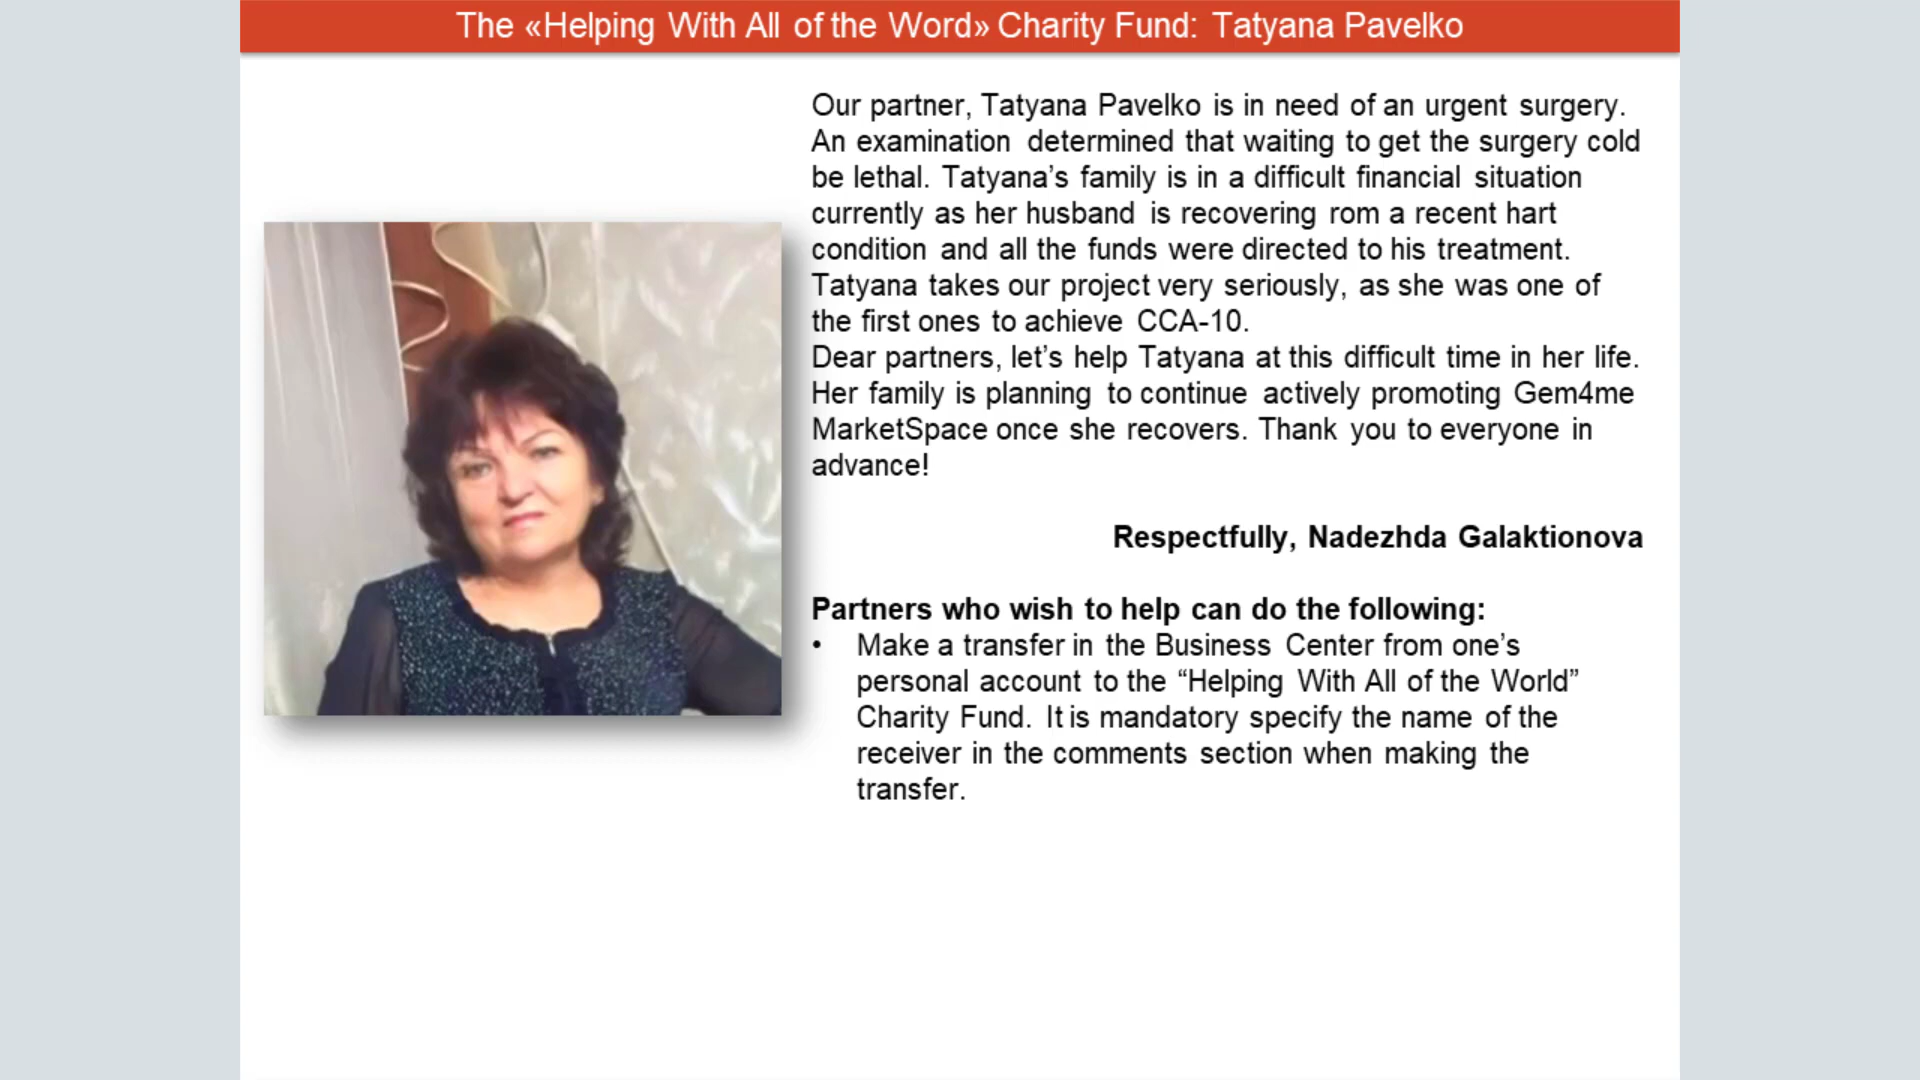 The «Helping With All of the Word» Charity Fund: Tatyana Pavelko
Our partner, Tatyana Pavelko is in need of an urgent surgery.
An examination determined that waiting to get the surgery cold
be lethal. Tatyana’s family is in a difficult financial situation
currently as her husband is recovering rom a recent hart
condition and all the funds were directed to his treatment.
Tatyana takes our project very seriously, as she was one of
the first ones to achieve CCA-10.
Dear partners, let’s help Tatyana at this difficult time in her life.
Her family is planning to continue actively promoting Gem4me
MarketSpace once she recovers. Thank you to everyone in
advance!
Respectfully, Nadezhda Galaktionova
Partners who wish to help can do the following:
• Make a transfer in the Business Center from one’s
personal account to the “Helping With All of the World”
Charity Fund. It is mandatory specify the name of the
receiver in the comments section when making the
transfer.